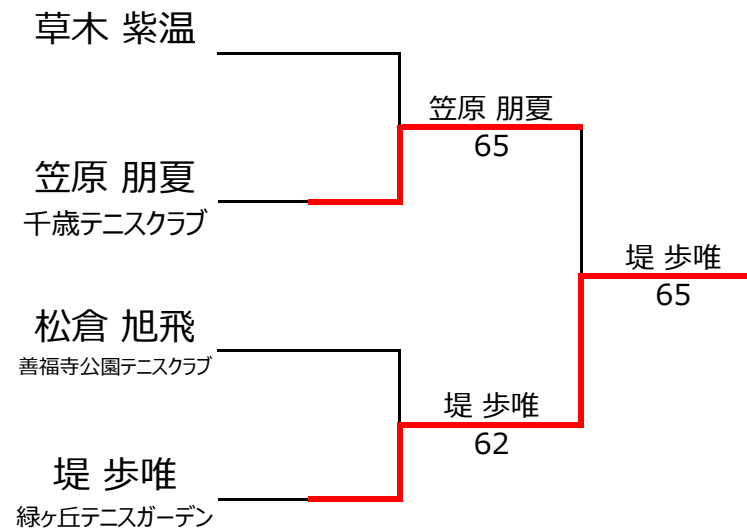 草木 紫温
笠原 朋夏
千歳テニスクラブ
松倉 旭飛
善福寺公園テニスクラブ
堤 歩唯
緑ヶ丘テニスガーデン
笠原 朋夏
65
堤 歩唯
62
堤 歩唯
65